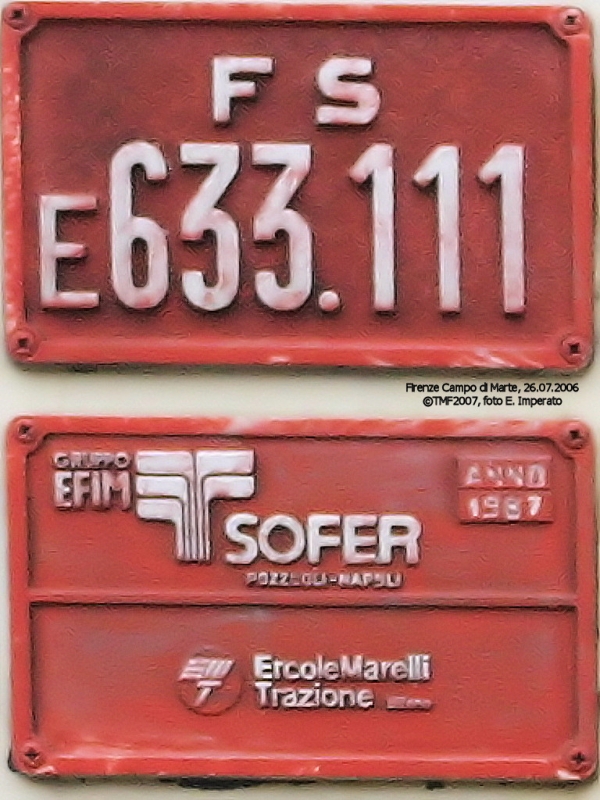 FS
E633.111
Firenze Campo di Marte, 26.07.2006
©TMF2007, foto E. Imperato
GRUPPO
EFIM
ANNO
1987
SOFER
POZZUOLI-NAPOLI
ErcoleMarelli
Trazione Milano